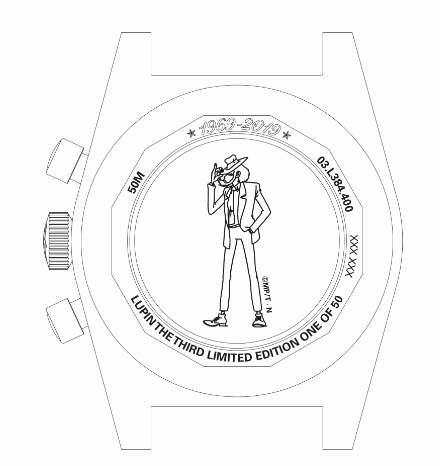 ★ 1969-2019 ★
50M
03.L384.400
XXX XXX
©MP/T · N
LUPIN THE THIRD LIMITED EDITION ONE OF 50